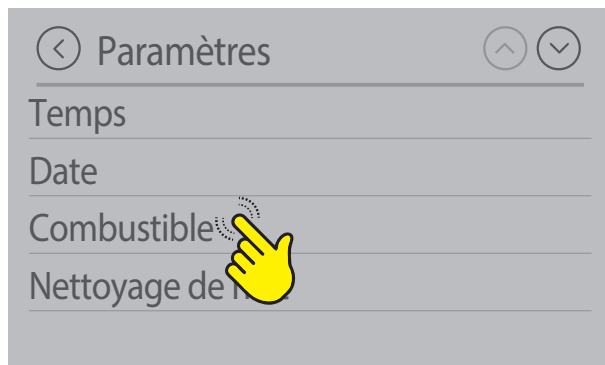 Paramètres
Temps
Date
Combustible
Nettoyage de